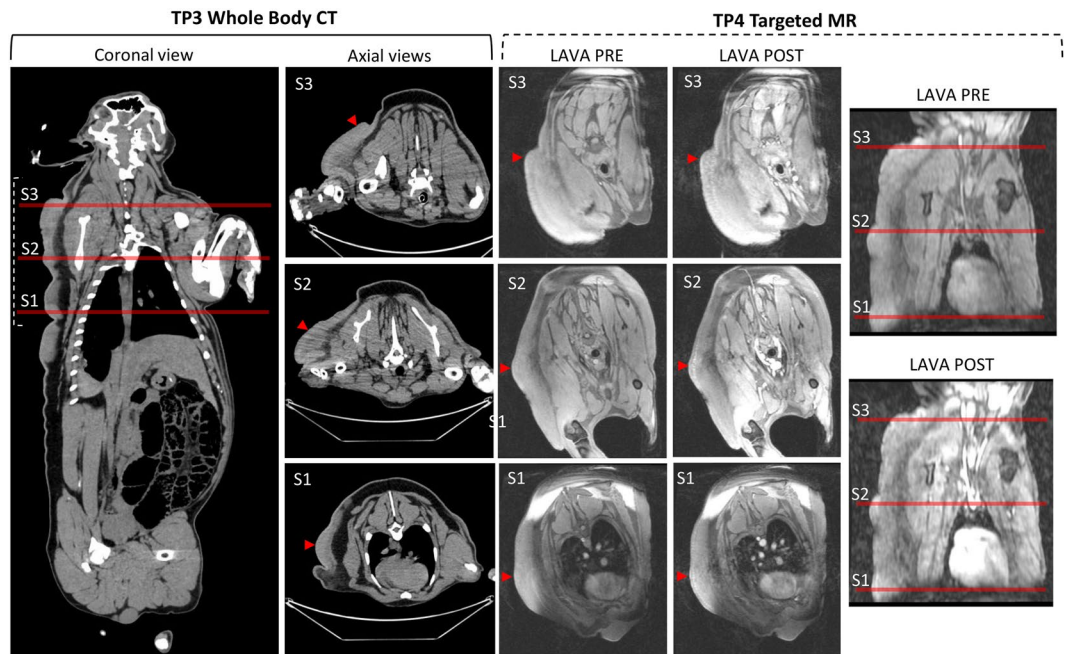 TP3 Whole Body CT
TP4 Targeted MR
Coronal view
Axial views
LAVA PRE
LAVA POST
S3
S2
S1
S3
S2
S1
S3
S2
S1
S1
S3
S2
S1
LAVA PRE
S3
S2
S1
LAVA POST
S3
S2
S1